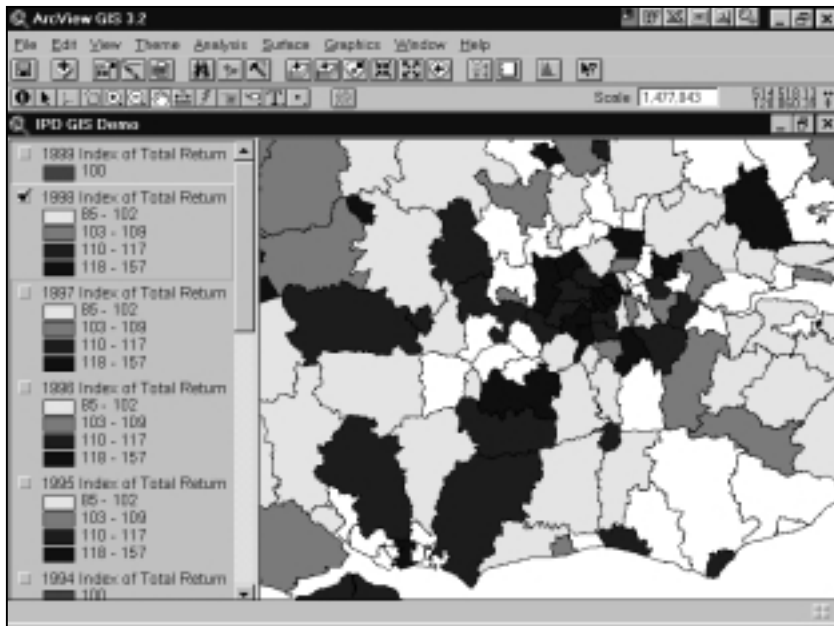 ArcView GIS 3.2
File Edit View Theme Analysis Surface Graphics Window Help
Scale 1,477,043
IPD GIS Demo
1999 Index of Total Return
100
1998 Index of Total Return
85 - 102
103 - 109
110 - 117
118 - 157
1997 Index of Total Return
85 - 102
103 - 109
110 - 117
118 - 157
1996 Index of Total Return
85 - 102
103 - 109
110 - 117
118 - 157
1995 Index of Total Return
85 - 102
103 - 109
110 - 117
118 - 157
1994 Index of Total Return
100